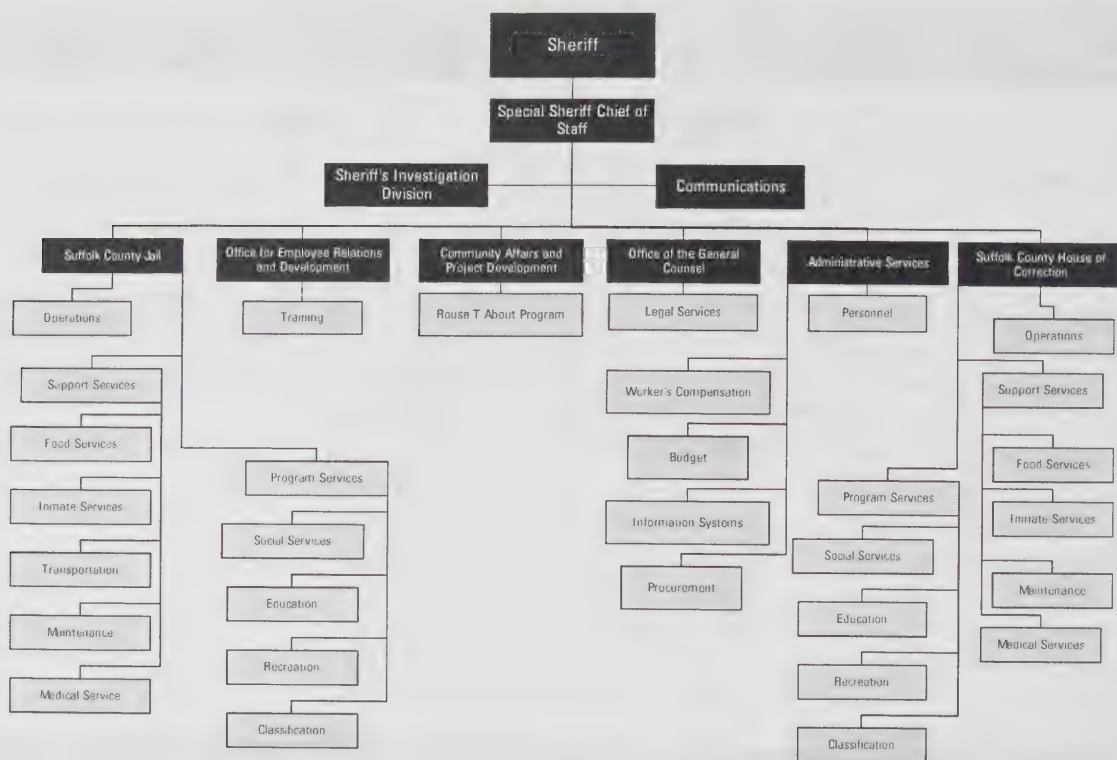 Sheriff
Special Sheriff Chief of
Staff
Sheriff's Investigation
Division
Communications
Suffolk County Jail
Office for Employee Relations
and Development
Community Affairs and
Project Development
Office of the General
Counsel
Administrative Services
Suffolk County House of
Correction
Operations
Training
Rouse T About Program
Legal Services
Personnel
Operations
Support Services
Food Services
Inmate Services
Transportation
Maintenance
Medical Service
Program Services
Social Services
Education
Recreation
Classification
Worker's Compensation
Budget
Information Systems
Procurement
Program Services
Social Services
Education
Recreation
Classification
Support Services
Food Services
Inmate Services
Maintenance
Medical Services